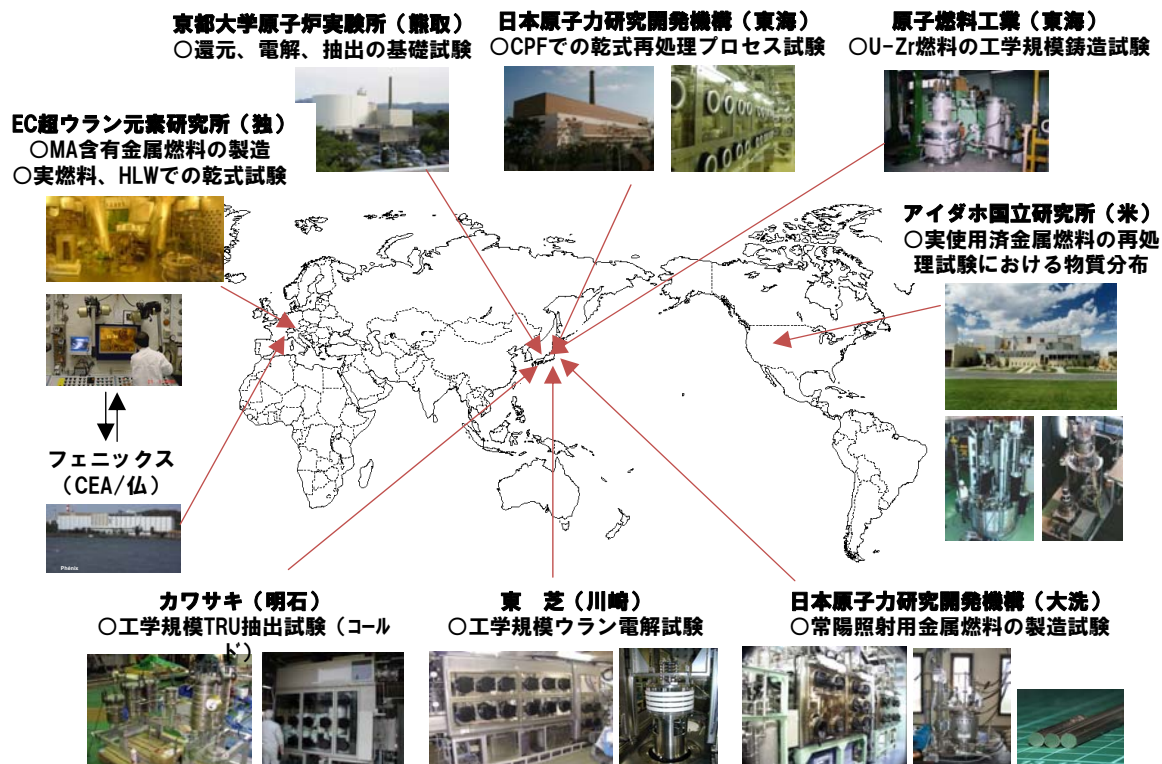 京都大学原子炉実験所（熊取）
○還元、電解、抽出の基礎試験
日本原子力研究開発機構（東海）
○CPFでの乾式再処理プロセス試験
原子燃料工業（東海）
○U-Zr燃料の工学規模鋳造試験
EC超ウラン元素研究所（独）
○MA含有金属燃料の製造
○実燃料、HLWでの乾式試験
アイダホ国立研究所（米）
○実使用済金属燃料の再処
理試験における物質分布
フェニックス
（CEA/仏）
Phénix
カワサキ（明石）
○工学規模TRU抽出試験（コール
ド）
東　芝（川崎）
○工学規模ウラン電解試験
日本原子力研究開発機構（大洗）
○常陽照射用金属燃料の製造試験